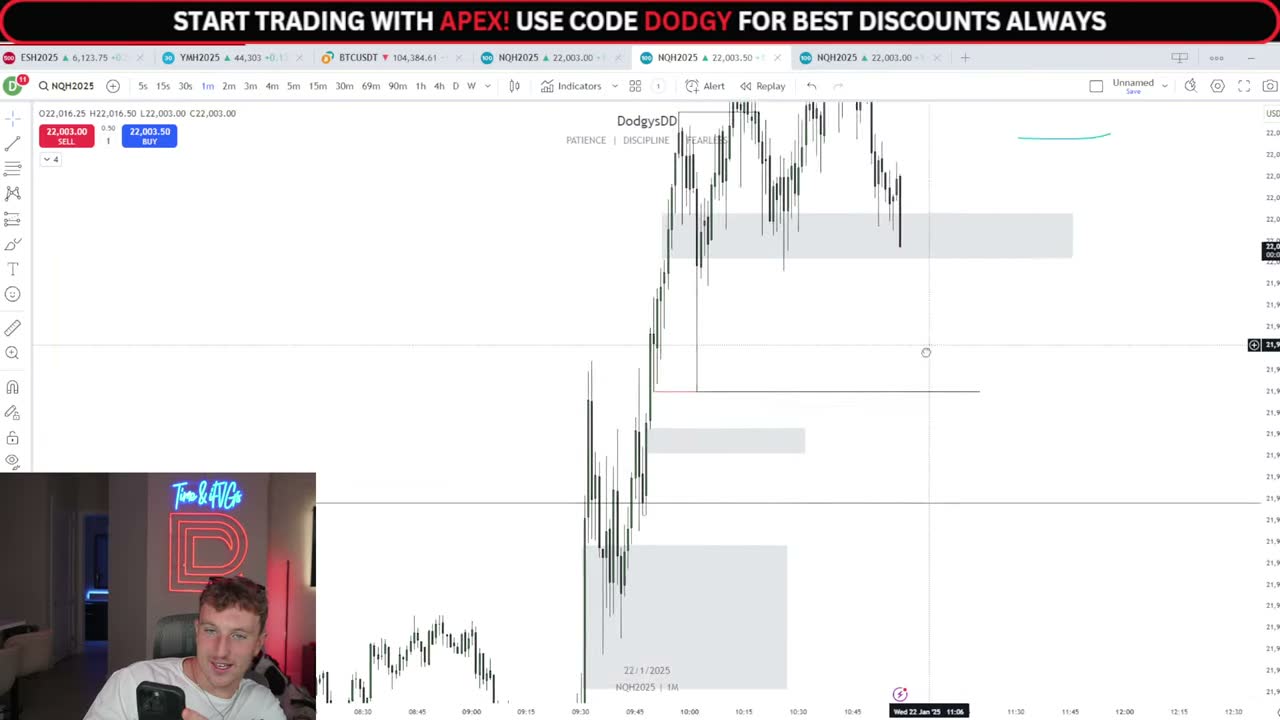 START TRADING WITH APEX! USE CODE DODGY FOR BEST DISCOUNTS ALWAYS
ESH2025 6,123.75 YMH2025 44,303 BTCUSDT 104,384.61 NQH2025 22,003.00 NQH2025 22,003.50 NQH2025 22,003.00
NQH2025 5s 15s 30s 1m 2m 3m 4m 5m 15m 30m 69m 90m 1h 4h D W Indicators 1 Alert Replay Unnamed
Save
D 11
O22,016.25 H22,016.50 L22,003.00 C22,003.00
USD
22,003.00 0.50 22,003.50
SELL 1 BUY
4
DodgysDD
PATIENCE | DISCIPLINE | FEARLESS
Time & iFVGs
D
22/1/2025
NQH2025 | 1M
08:30 08:45 09:00 09:15 09:30 09:45 10:00 10:15 10:30 10:45 Wed 22 Jan '25 11:06 11:30 11:45 12:00 12:15 12:30